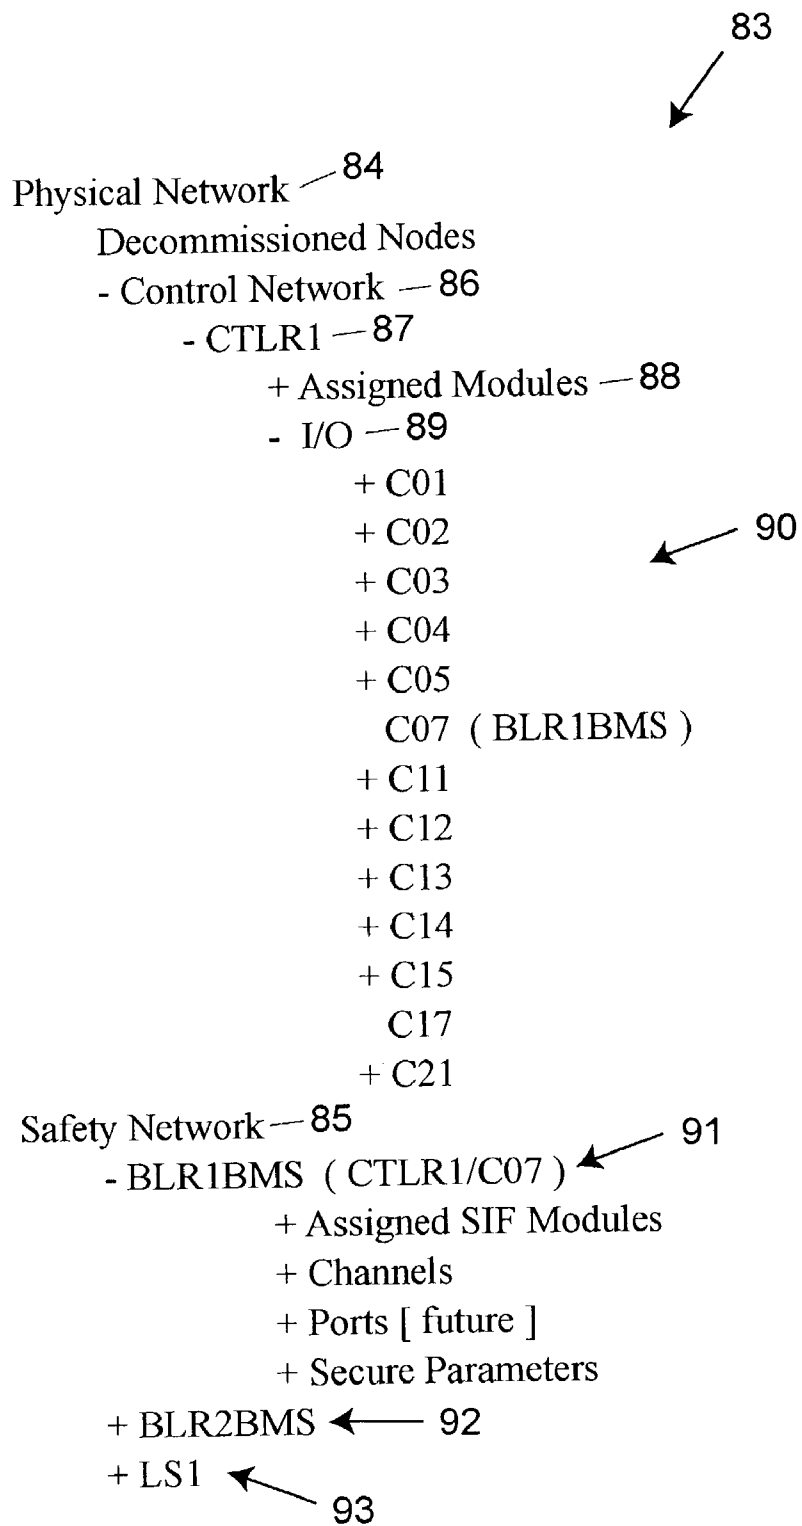 83
Physical Network 84
Decommissioned Nodes
- Control Network 86
- CTLR1 87
+ Assigned Modules 88
- I/O 89
+ C01
+ C02
90
+ C03
+ C04
+ C05
C07 ( BLR1BMS )
+ C11
+ C12
+ C13
+ C14
+ C15
C17
+ C21
Safety Network 85
91
- BLR1BMS ( CTLR1/C07 )
+ Assigned SIF Modules
+ Channels
+ Ports [ future ]
+ Secure Parameters
+ BLR2BMS 92
+ LS1
93